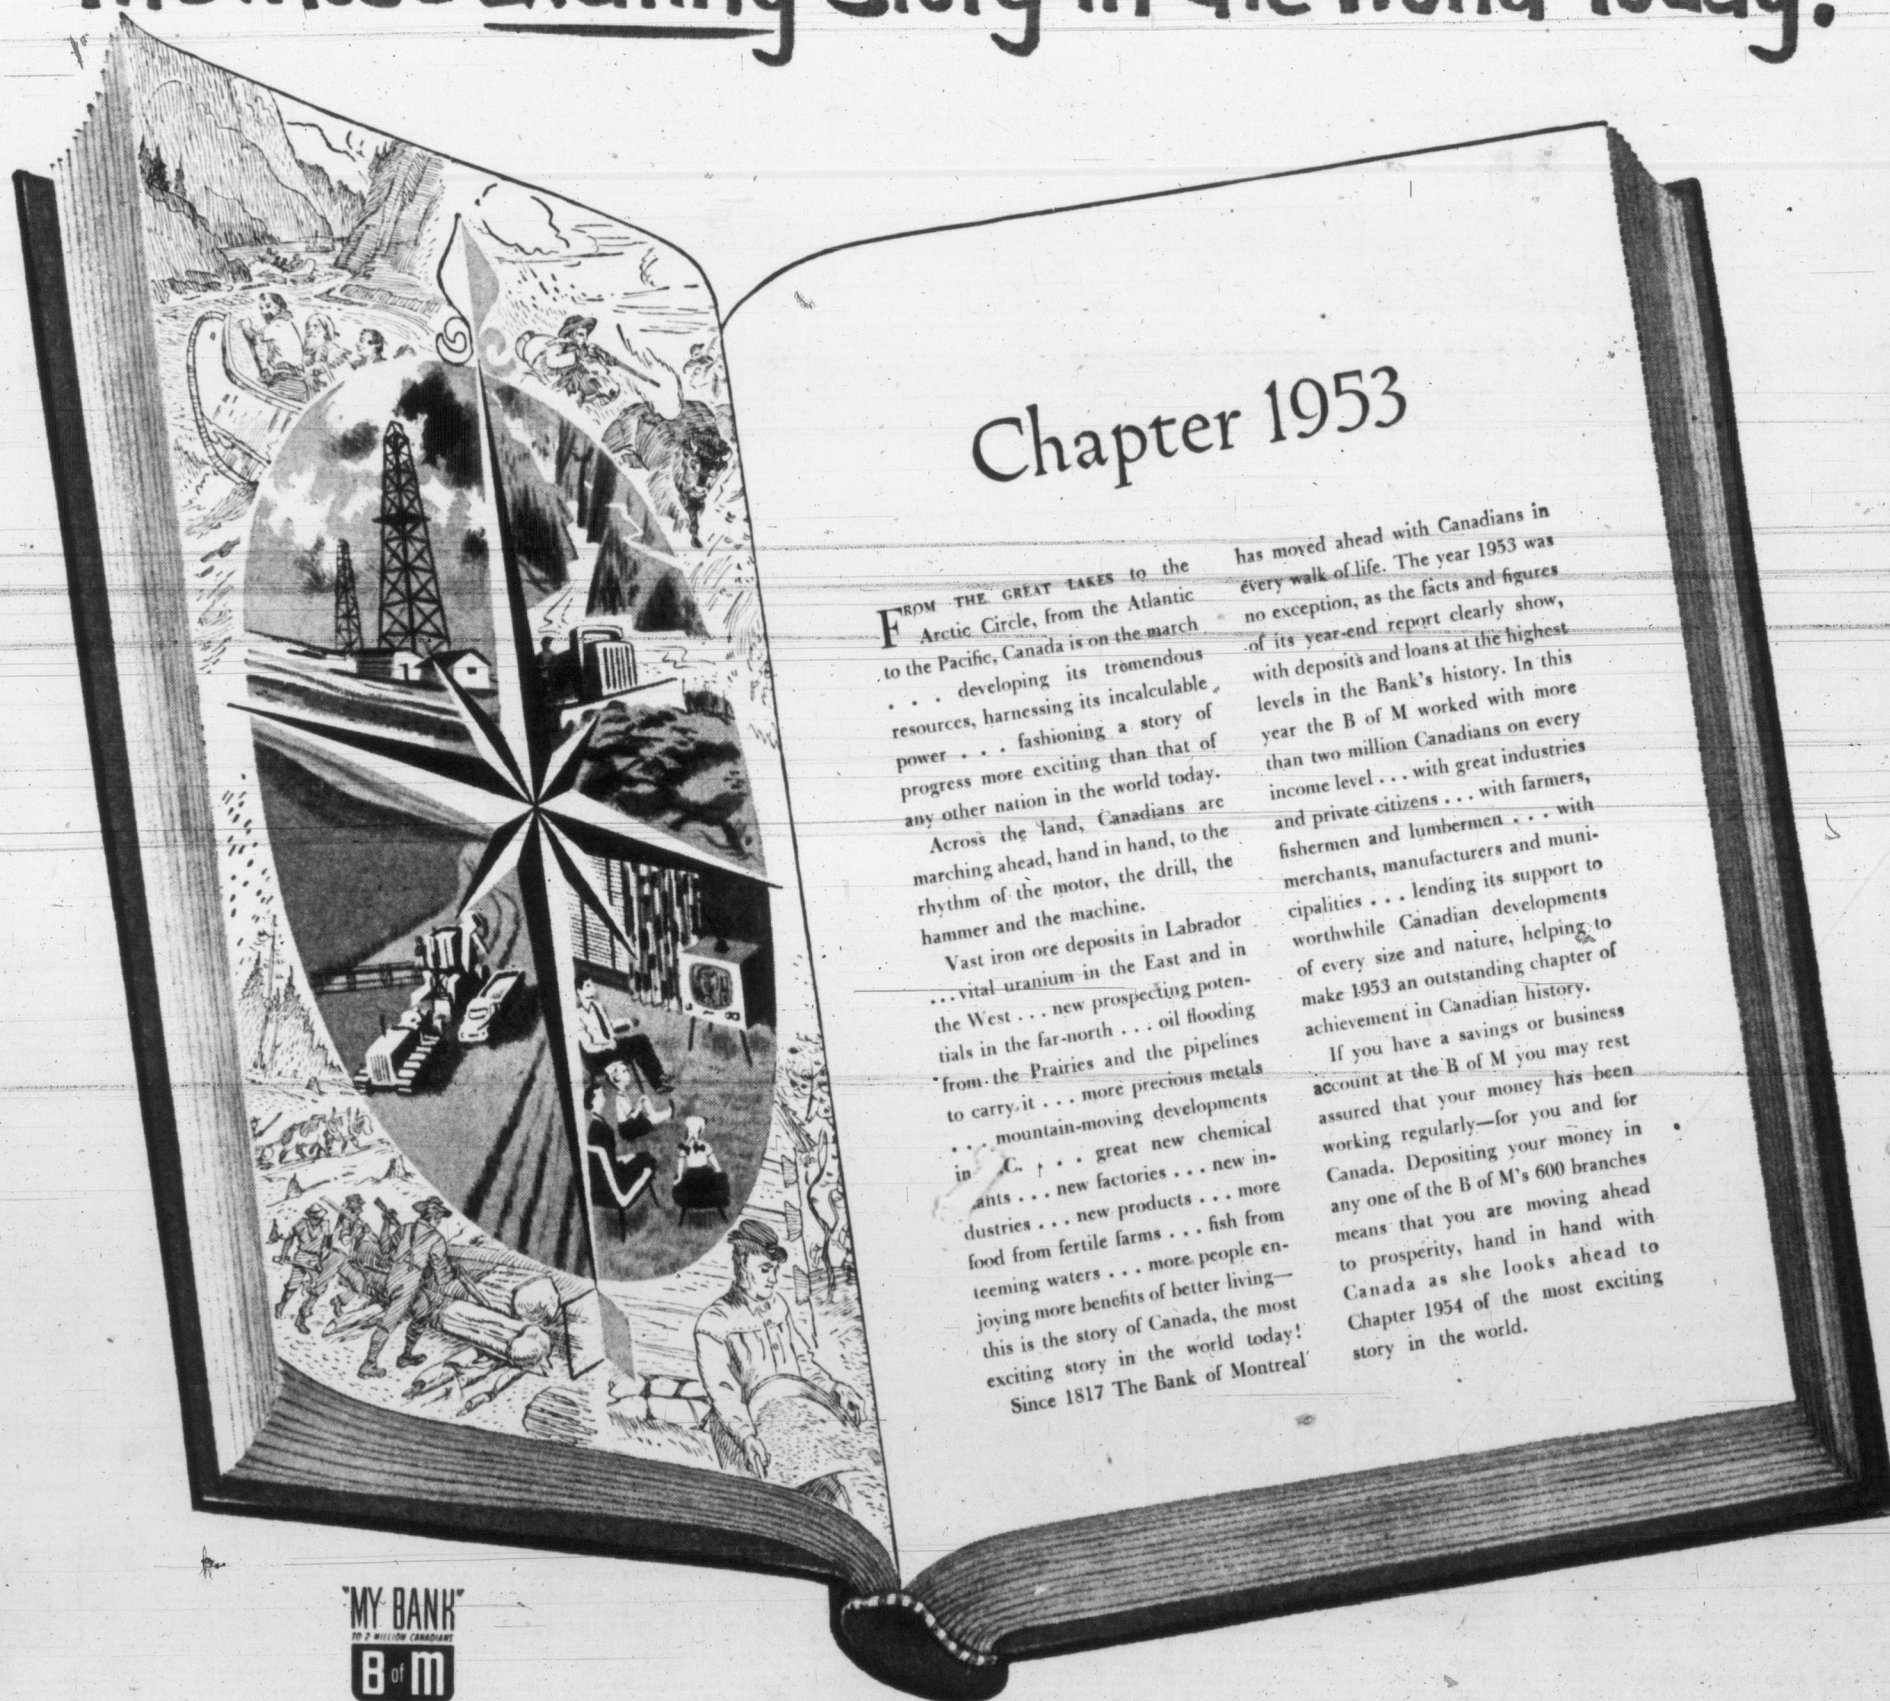 the Most Exciting Story in the World Today!
Chapter 1953
FROM THE GREAT LAKES to the
Arctic Circle, from the Atlantic
to the Pacific, Canada is on the march
. . . developing its tremendous
resources, harnessing its incalculable
power . . . fashioning a story of
progress more exciting than that of
any other nation in the world today.
Across the land, Canadians are
marching ahead, hand in hand, to the
rhythm of the motor, the drill, the
hammer and the machine.
Vast iron ore deposits in Labrador
...vital uranium in the East and in
the West . . . new prospecting poten-
tials in the far-north . . . oil flooding
from the Prairies and the pipelines
to carry it . . . more precious metals
. . . mountain-moving developments
in C. . . . great new chemical
ants . . . new factories . . . new in-
dustries . . . new products . . . more
food from fertile farms . . . fish from
teeming waters . . . more people en-
joying more benefits of better living—
this is the story of Canada, the most
exciting story in the world today!
Since 1817 The Bank of Montreal
has moved ahead with Canadians in
every walk of life. The year 1953 was
no exception, as the facts and figures
of its year-end report clearly show,
with deposits and loans at the highest
levels in the Bank's history. In this
year the B of M worked with more
than two million Canadians on every
income level . . . with great industries
and private citizens . . . with farmers,
fishermen and lumbermen . . . with
merchants, manufacturers and muni-
cipalities . . . lending its support to
worthwhile Canadian developments
of every size and nature, helping to
make 1953 an outstanding chapter of
achievement in Canadian history.
If you have a savings or business
account at the B of M you may rest
assured that your money has been
working regularly—for you and for
Canada. Depositing your money in
any one of the B of M's 600 branches
means that you are moving ahead
to prosperity, hand in hand with
Canada as she looks ahead to
Chapter 1954 of the most exciting
story in the world.
"MY BANK"
TO 2 MILLION CANADIANS
B of M